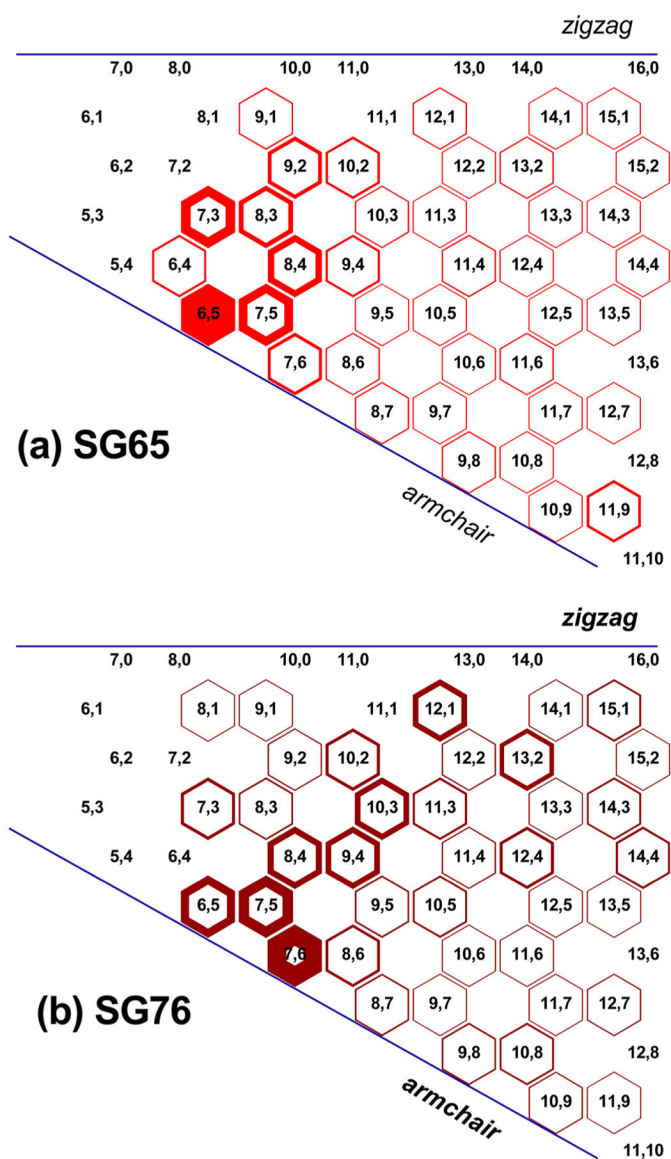 zigzag
7,0 8,0 10,0 11,0 13,0 14,0 16,0
6,1 8,1 9,1 11,1 12,1 14,1 15,1
6,2 7,2 9,2 10,2 12,2 13,2 15,2
5,3 7,3 8,3 10,3 11,3 13,3 14,3
5,4 6,4 8,4 9,4 11,4 12,4 14,4
6,5 7,5 9,5 10,5 12,5 13,5
7,6 8,6 10,6 11,6 13,6
8,7 9,7 11,7 12,7
(a) SG65
9,8 10,8 12,8
armchair
10,9 11,9
11,10
zigzag
7,0 8,0 10,0 11,0 13,0 14,0 16,0
6,1 8,1 9,1 11,1 12,1 14,1 15,1
6,2 7,2 9,2 10,2 12,2 13,2 15,2
5,3 7,3 8,3 10,3 11,3 13,3 14,3
5,4 6,4 8,4 9,4 11,4 12,4 14,4
6,5 7,5 9,5 10,5 12,5 13,5
7,6 8,6 10,6 11,6 13,6
8,7 9,7 11,7 12,7
(b) SG76
9,8 10,8 12,8
armchair
10,9 11,9
11,10